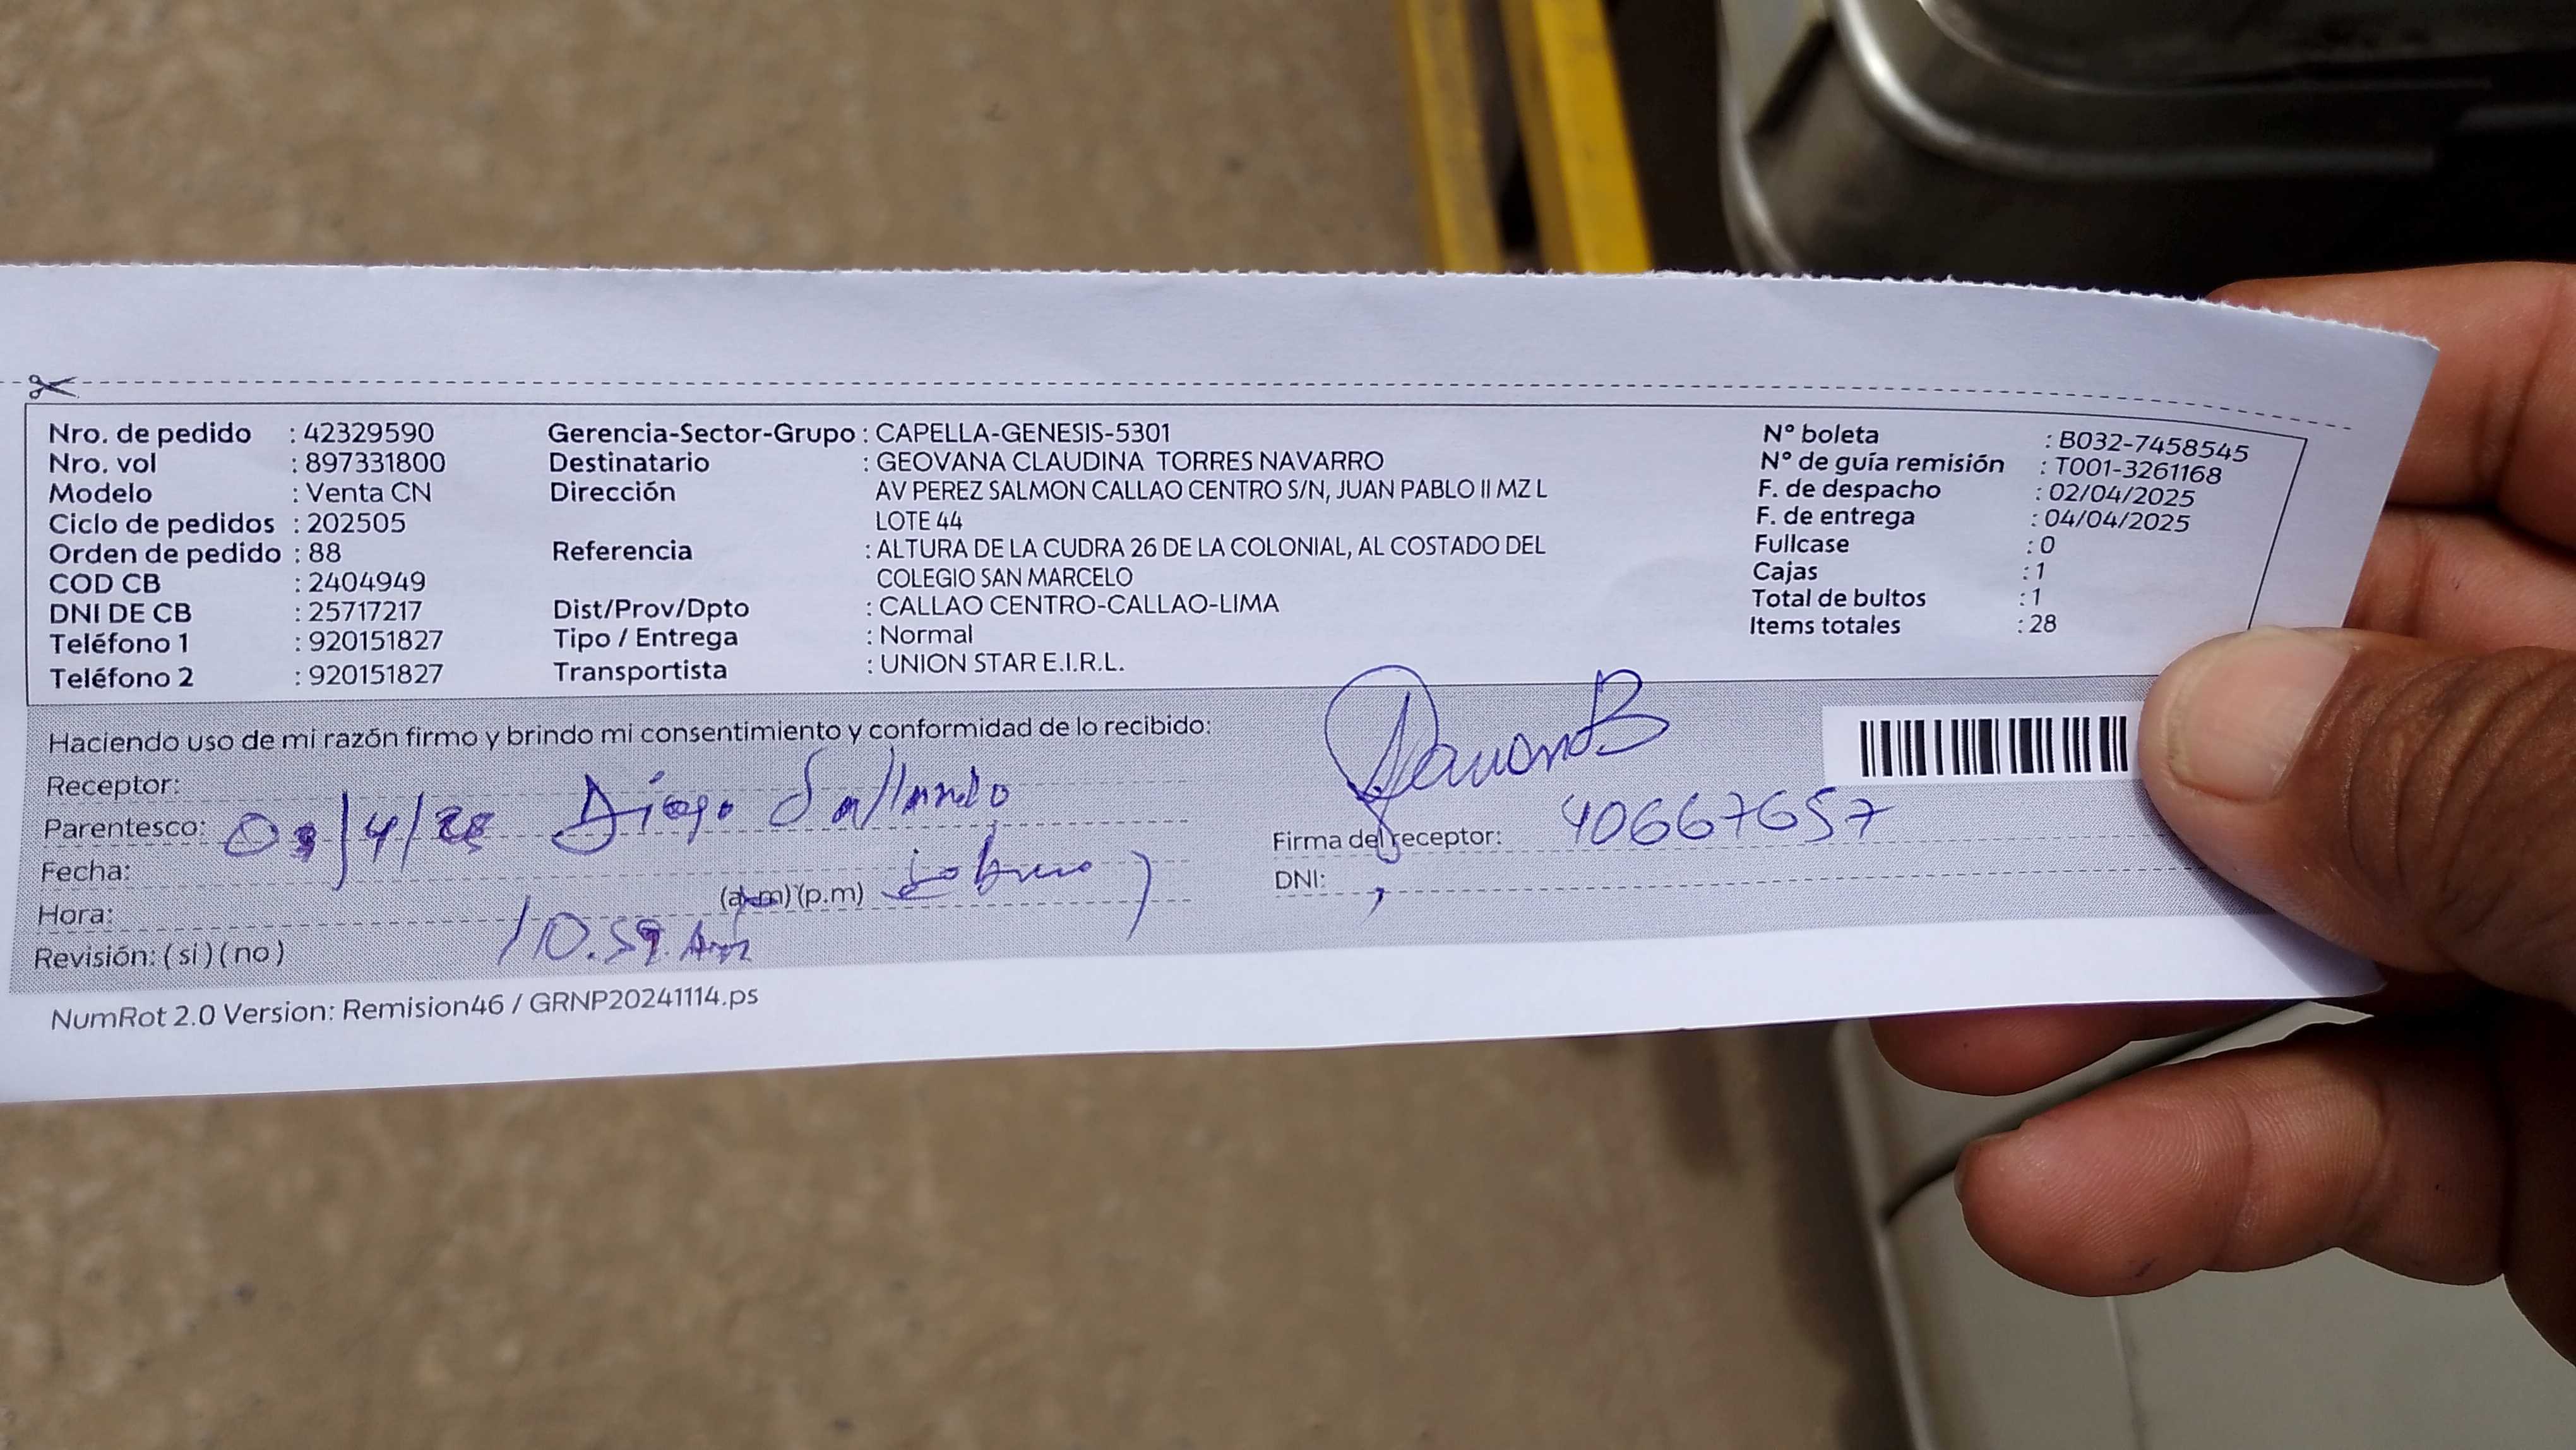 Nro. de pedido : 42329590
Nro. vol : 897331800
Modelo : Venta CN
Ciclo de pedidos : 202505
Orden de pedido : 88
COD CB : 2404949
DNI DE CB : 25717217
Teléfono 1 : 920151827
Teléfono 2 : 920151827
Gerencia-Sector-Grupo : CAPELLA-GENESIS-5301
Destinatario : GEOVANA CLAUDINA TORRES NAVARRO
Dirección AV PEREZ SALMON CALLAO CENTRO S/N, JUAN PABLO II MZ L
LOTE 44
Referencia : ALTURA DE LA CUDRA 26 DE LA COLONIAL, AL COSTADO DEL
COLEGIO SAN MARCELO
Dist/Prov/Dpto : CALLAO CENTRO-CALLAO-LIMA
Tipo / Entrega : Normal
Transportista : UNION STAR E.I.R.L.
N° boleta : B032-7458545
N° de guía remisión : T001-3261168
F. de despacho : 02/04/2025
F. de entrega : 04/04/2025
Fullcase : 0
Cajas : 1
Total de bultos : 1
Items totales : 28
Haciendo uso de mi razón firmo y brindo mi consentimiento y conformidad de lo recibido:
Receptor:
Parentesco: Diego
Fecha:
Hora: (a.m) (p.m)
10.59 Am
Revisión: ( si ) ( no )
Firma del receptor: 40667657
DNI:
NumRot 2.0 Version: Remision46 / GRNP20241114.ps